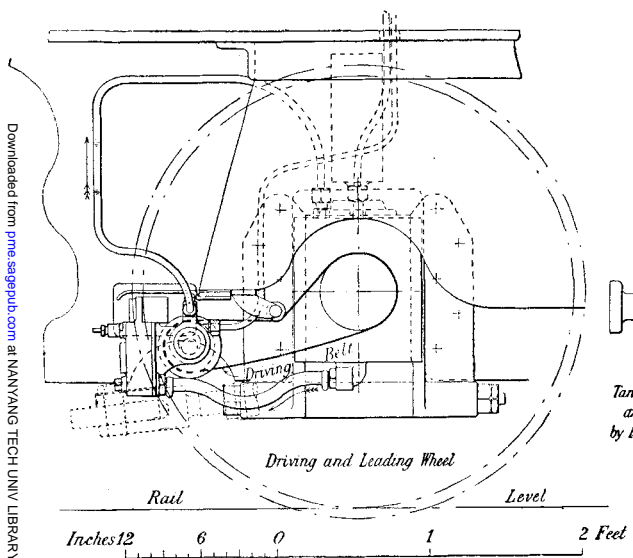 Downloaded from pme.sagepub.com at NANYANG TECH UNIV LIBRARY
Driving Belt
Driving and Leading Wheel
Rail Level
Inches 12 6 0 1 2 Feet